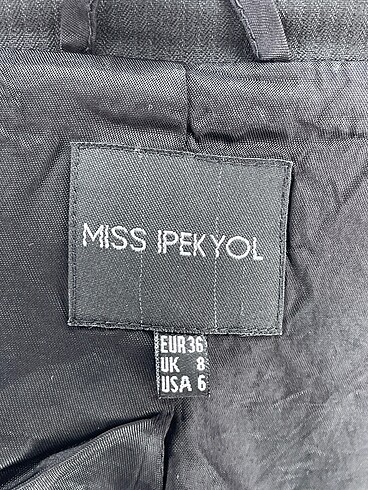 MISS IPEKYOL
EUR 36
UK 8
USA 6